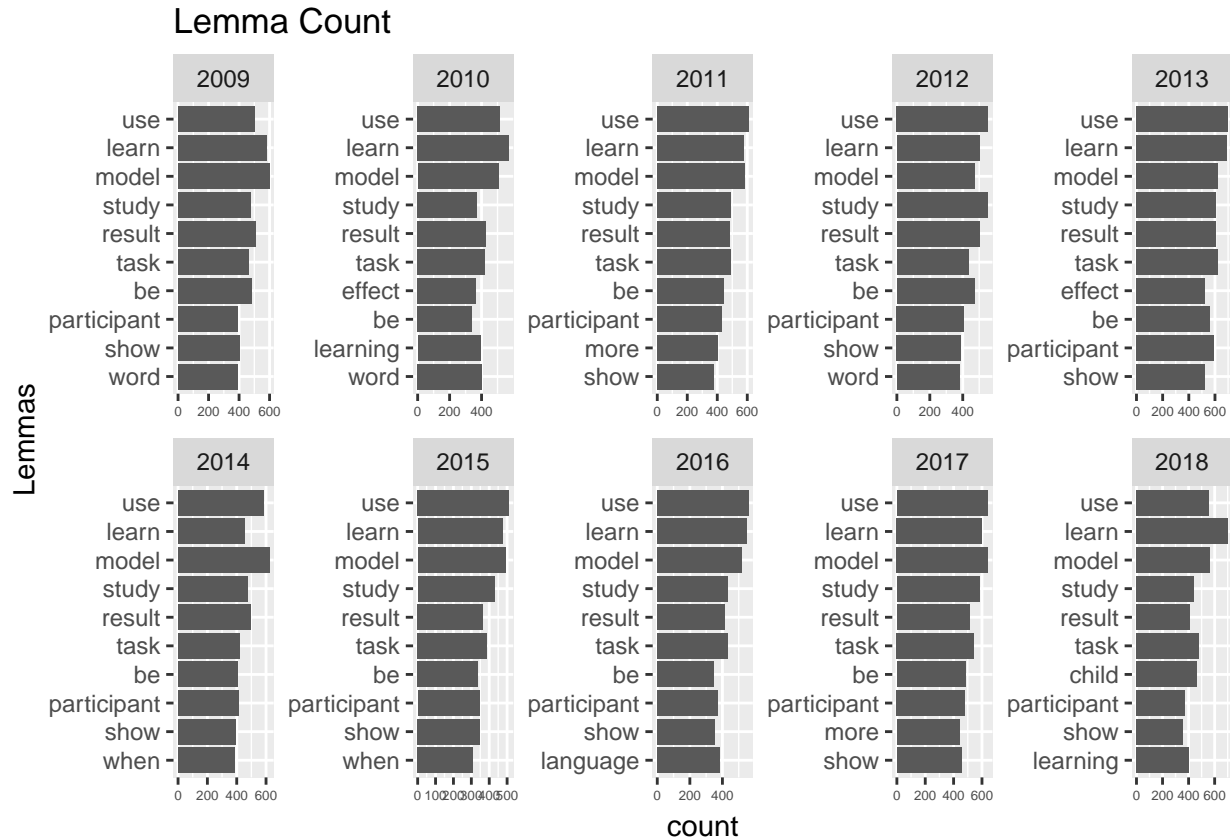 Lemma Count
2009
2010
2011
2012
2013
use
learn
model
study
result
task
be
participant
show
word
0 200 400 600
use
learn
model
study
result
task
effect
be
learning
word
0 200 400
use
learn
model
study
result
task
be
participant
more
show
0 200 400 600
use
learn
model
study
result
task
be
participant
show
word
0 200 400
use
learn
model
study
result
task
effect
be
participant
show
0 200 400 600
Lemmas
2014
2015
2016
2017
2018
use
learn
model
study
result
task
be
participant
show
when
0 200 400 600
use
learn
model
study
result
task
be
participant
show
when
0 100 200 300 400 500
use
learn
model
study
result
task
be
participant
show
language
0 200 400
use
learn
model
study
result
task
be
participant
more
show
0 200 400 600
use
learn
model
study
result
task
child
participant
show
learning
0 200 400 600
count